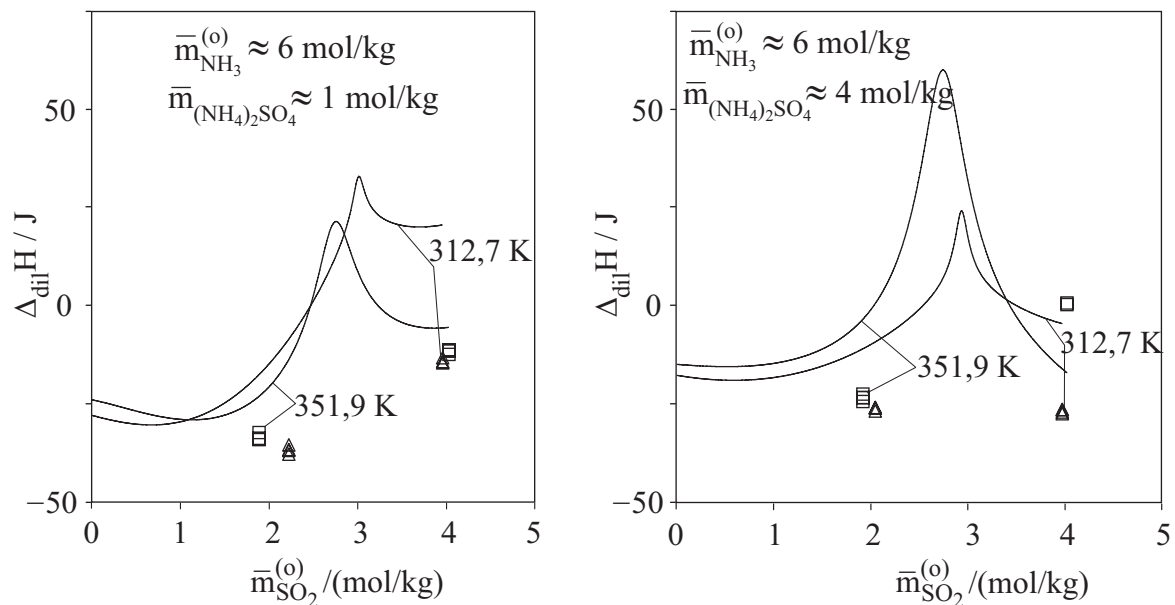 m̅(o)NH3 ≈ 6 mol/kg
m̅(NH4)2SO4 ≈ 1 mol/kg
50
0
−50
ΔdilH / J
312,7 K
351,9 K
0 1 2 3 4 5
m̅(o)SO2 /(mol/kg)
m̅(o)NH3 ≈ 6 mol/kg
m̅(NH4)2SO4 ≈ 4 mol/kg
50
0
−50
ΔdilH / J
312,7 K
351,9 K
0 1 2 3 4 5
m̅(o)SO2 /(mol/kg)